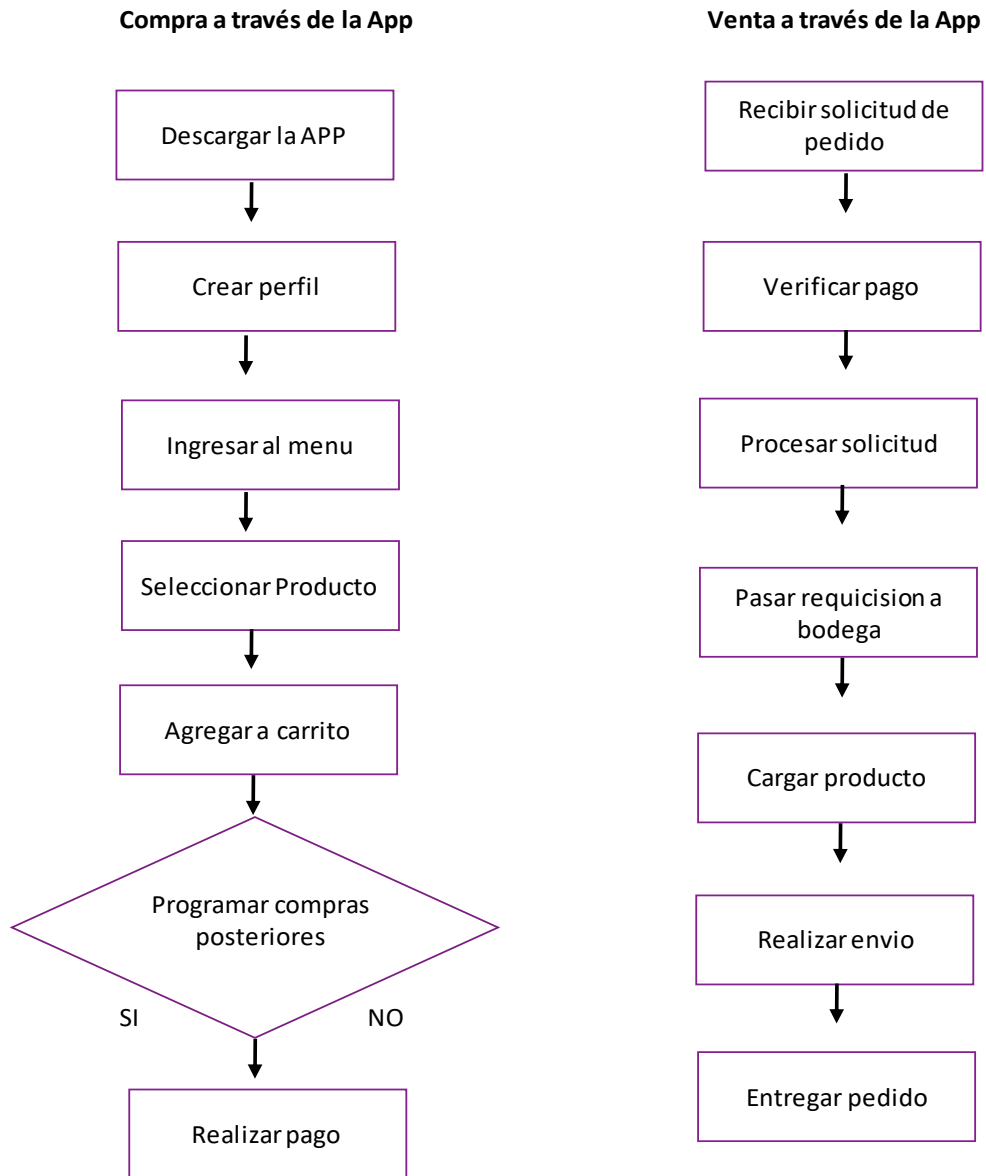 Compra a través de la App
Descargar la APP
Crear perfil
Ingresar al menu
Seleccionar Producto
Agregar a carrito
Programar compras
posteriores
SI
NO
Realizar pago
Venta a través de la App
Recibir solicitud de
pedido
Verificar pago
Procesar solicitud
Pasar requicision a
bodega
Cargar producto
Realizar envio
Entregar pedido